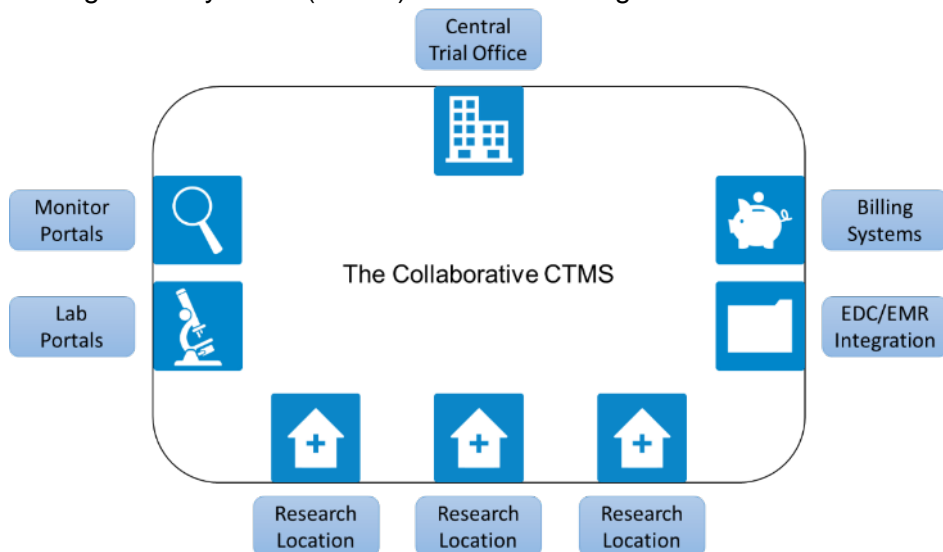 Central
Trial Office
Monitor
Portals
Billing
Systems
The Collaborative CTMS
Lab
Portals
EDC/EMR
Integration
+ + +
Research
Location
Research
Location
Research
Location